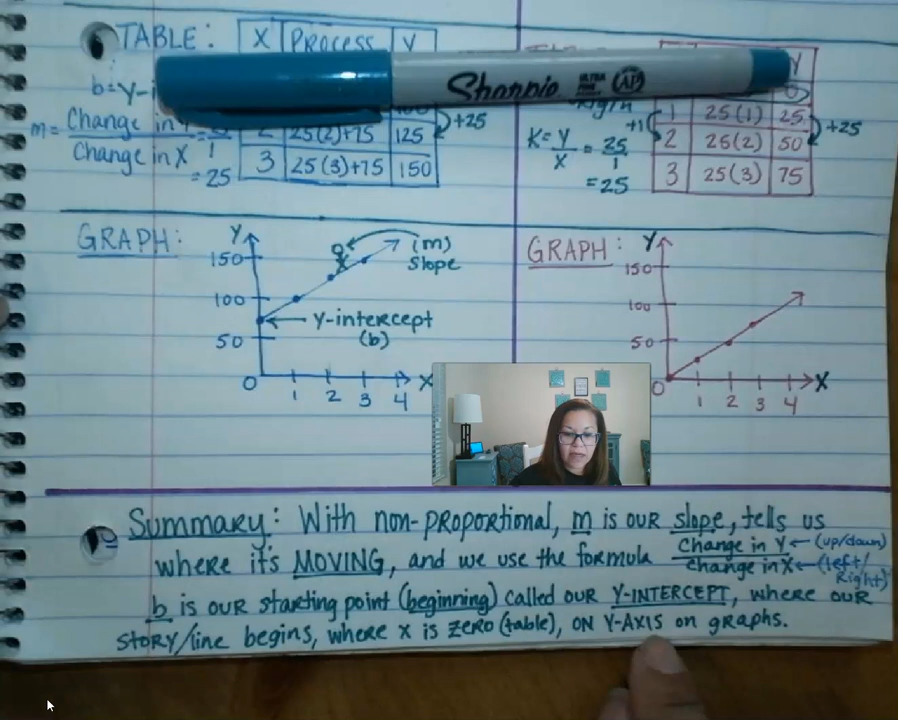 TABLE:
X PROCESS Y
b=Y-i
m= Change in Y
Change in X
1
= 25
2 25(2)+75 125
3 25(3)+75 150
+25
Sharpie ULTRA FINE AP
Y
K= Y
X
= 25
1
= 25
+1
1 25(1) 25
2 25(2) 50
3 25(3) 75
+25
GRAPH:
Y
150
100
50
0
1 2 3 4 X
(m)
Slope
Y-intercept
(b)
GRAPH:
Y
150
100
50
0
1 2 3 4 X
Summary: With non-proportional, m is our slope, tells us
where it's MOVING, and we use the formula Change in Y ← (up/down)
Change in X ← (left/
Right)
b is our starting point (beginning) called our Y-INTERCEPT, where our
story/line begins, where x is zero (table), ON Y-AXIS on graphs.